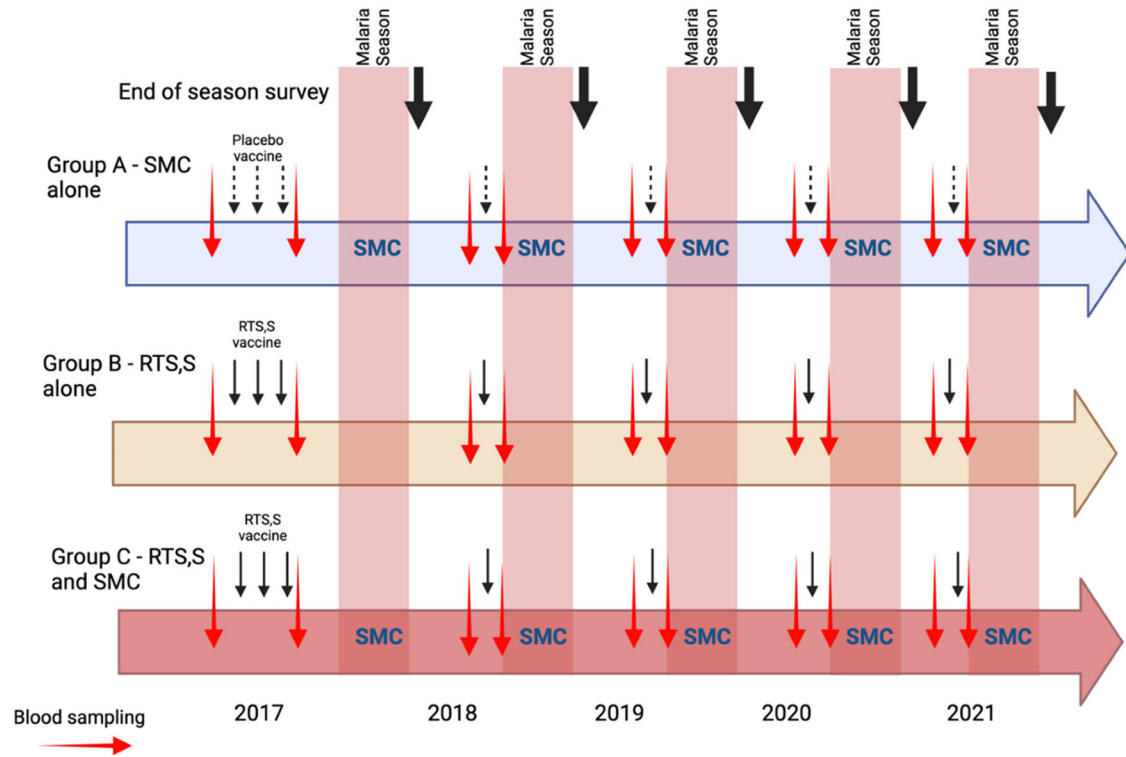 Malaria
Season
Malaria
Season
Malaria
Season
Malaria
Season
Malaria
Season
End of season survey
Placebo
vaccine
Group A - SMC
alone
SMC
SMC
SMC
SMC
SMC
RTS,S
vaccine
Group B - RTS,S
alone
RTS,S
vaccine
Group C - RTS,S
and SMC
SMC
SMC
SMC
SMC
SMC
2017
2018
2019
2020
2021
Blood sampling